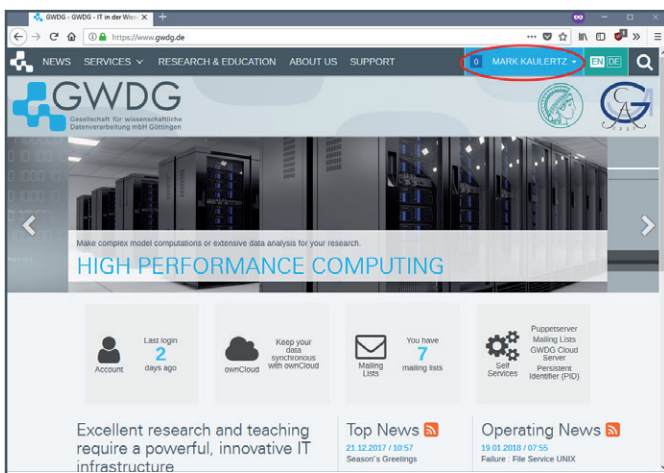 GWDG - GWDG - IT in der Wiss
https://www.gwdg.de
NEWS SERVICES RESEARCH & EDUCATION ABOUT US SUPPORT 0 MARK KAULERTZ EN DE
GWDG
Gesellschaft für wissenschaftliche
Datenverarbeitung mbH Göttingen
Make complex model computations or extensive data analysis for your research.
HIGH PERFORMANCE COMPUTING
Account
Last login
2
days ago
ownCloud
Keep your
data
synchronous
with ownCloud
Mailing
Lists
You have
7
mailing lists
Self
Services
Puppetserver
Mailing Lists
GWDG Cloud
Server
Persistent
Identifier (PID)
Excellent research and teaching
require a powerful, innovative IT
infrastructure
Top News
21.12.2017 / 10:57
Season's Greetings
Operating News
19.01.2018 / 07:55
Failure : File Service UNIX